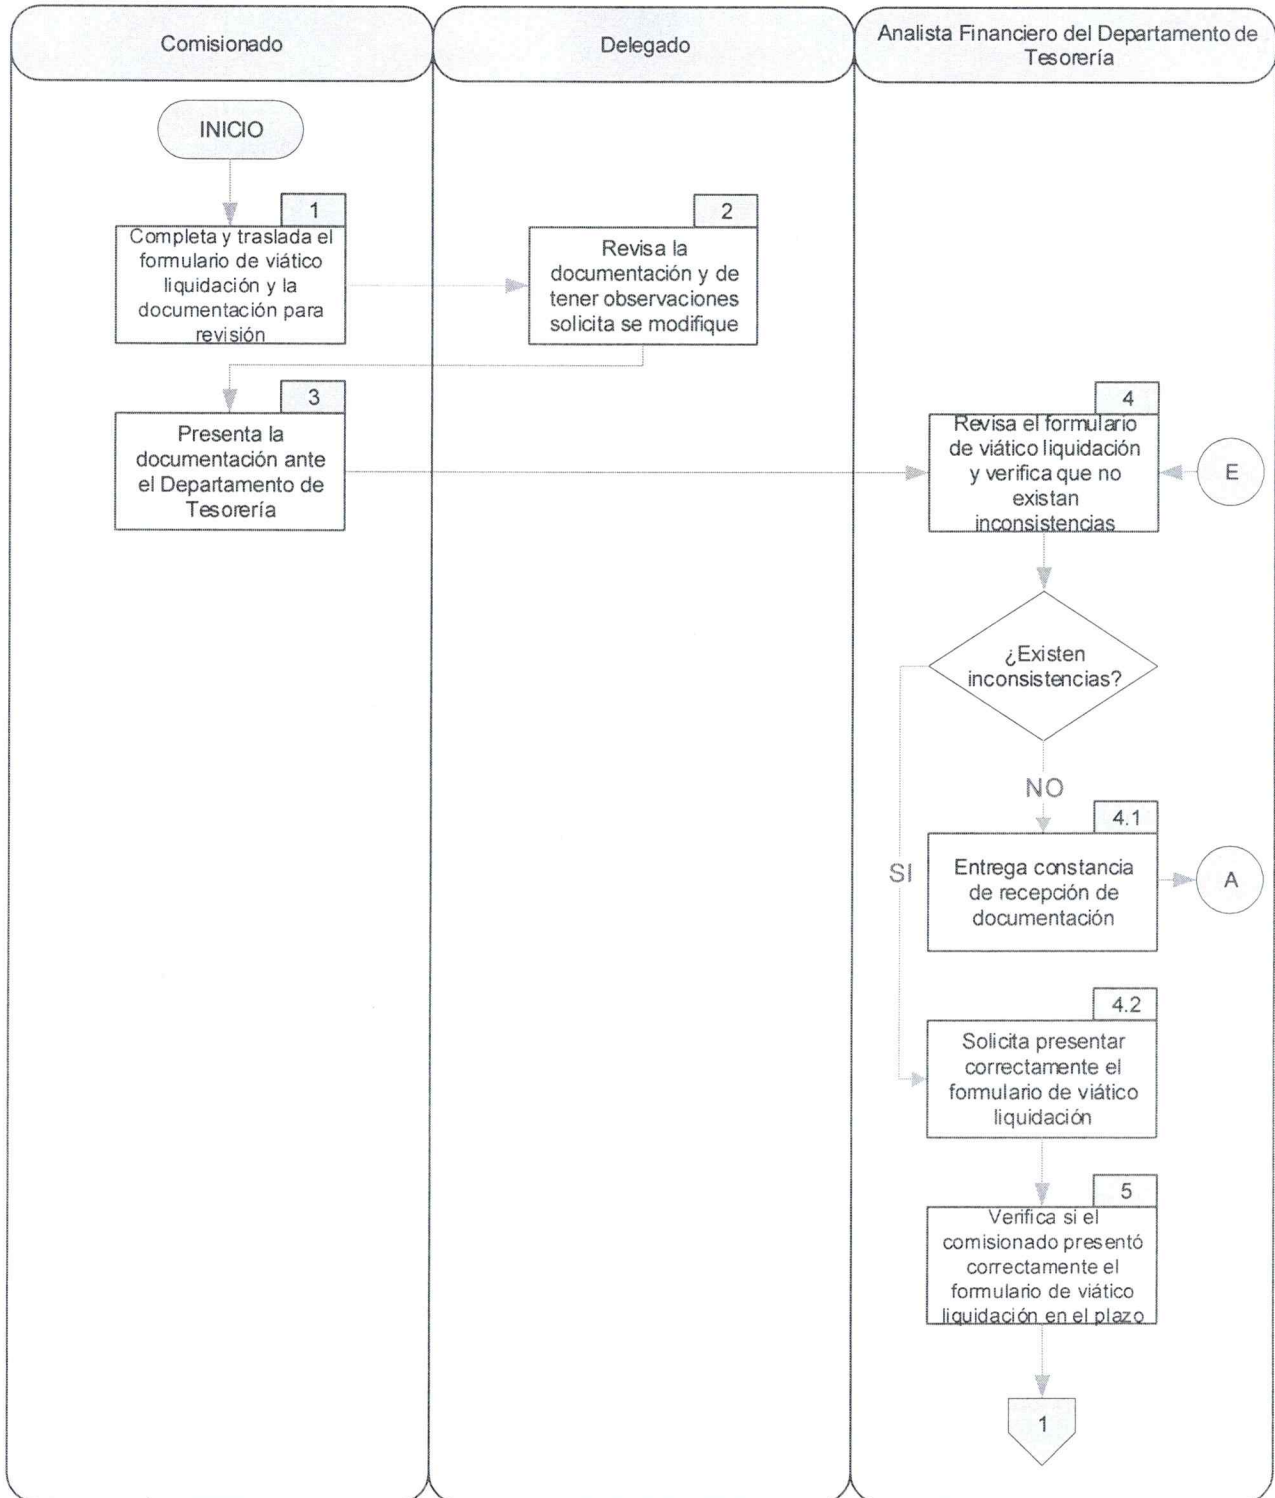 Comisionado
Delegado
Analista Financiero del Departamento de
Tesorería
INICIO
1
Completa y traslada el
formulario de viático
liquidación y la
documentación para
revisión
2
Revisa la
documentación y de
tener observaciones
solicita se modifique
3
Presenta la
documentación ante
el Departamento de
Tesorería
4
Revisa el formulario
de viático liquidación
y verifica que no
existan
inconsistencias
E
¿Existen
inconsistencias?
NO
SI
4.1
Entrega constancia
de recepción de
documentación
A
4.2
Solicita presentar
correctamente el
formulario de viático
liquidación
5
Verifica si el
comisionado presentó
correctamente el
formulario de viático
liquidación en el plazo
1